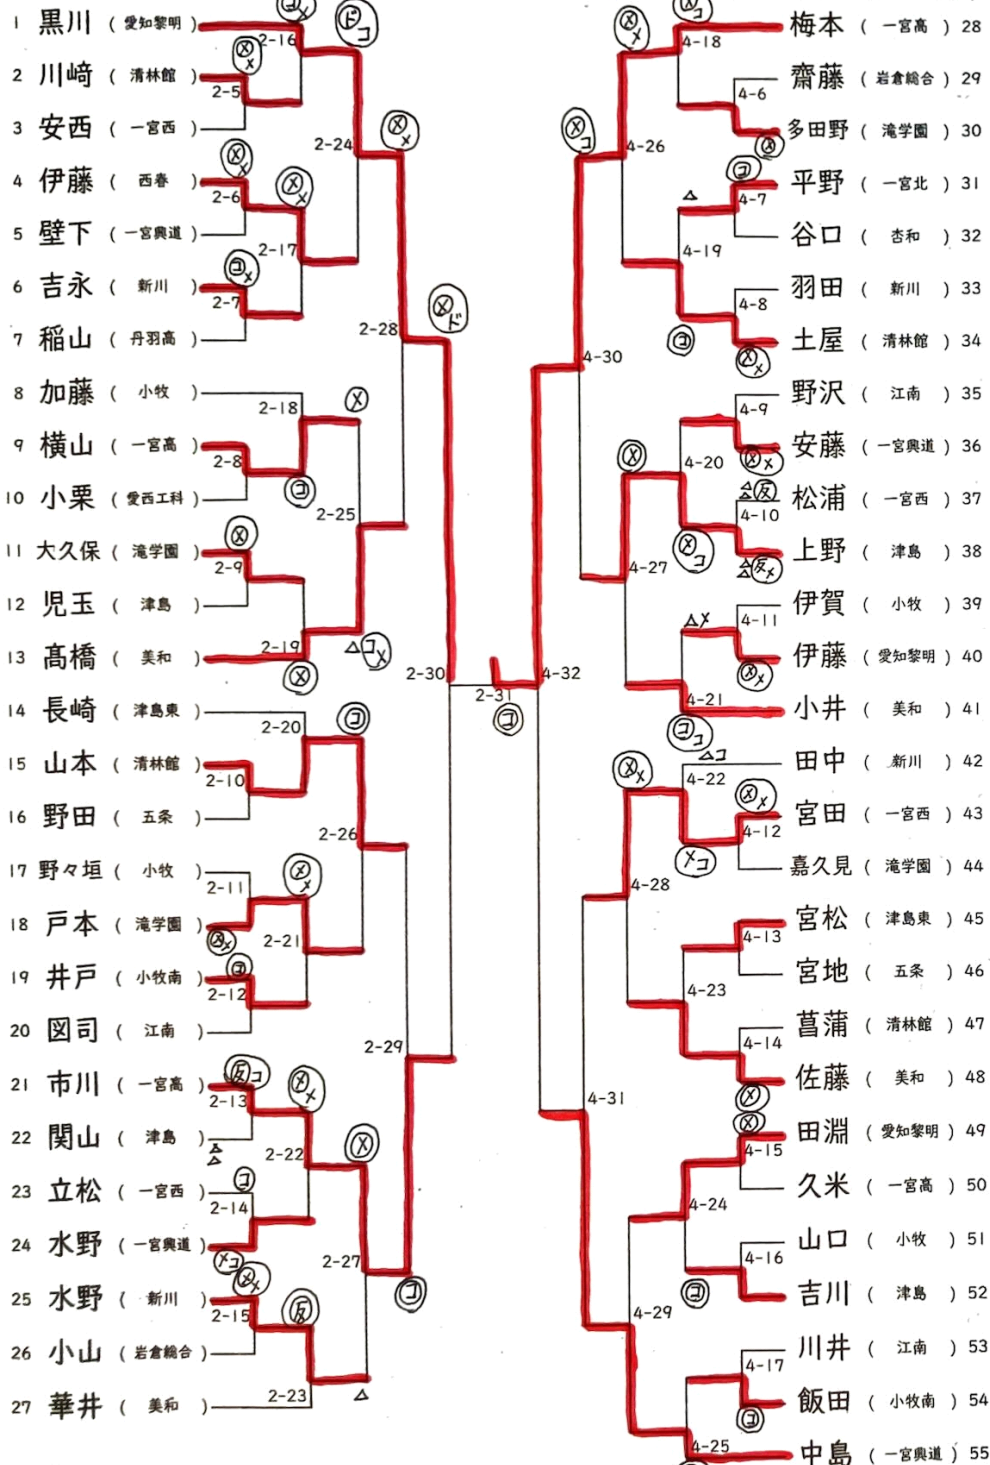 1 黒川 (愛知黎明)
2 川﨑 (清林館)
3 安西 (一宮西)
4 伊藤 (西春)
5 壁下 (一宮興道)
6 吉永 (新川)
7 稲山 (丹羽高)
8 加藤 (小牧)
9 横山 (一宮高)
10 小栗 (愛西工科)
11 大久保 (滝学園)
12 児玉 (津島)
13 髙橋 (美和)
14 長崎 (津島東)
15 山本 (清林館)
16 野田 (五条)
17 野々垣 (小牧)
18 戸本 (滝学園)
19 井戸 (小牧南)
20 図司 (江南)
21 市川 (一宮高)
22 関山 (津島)
23 立松 (一宮西)
24 水野 (一宮興道)
25 水野 (新川)
26 小山 (岩倉総合)
27 華井 (美和)
2-16
2-5
2-6
2-17
2-7
2-18
2-8
2-9
2-19
2-20
2-10
2-11
2-21
2-12
2-13
2-22
2-14
2-15
2-23
2-24
2-25
2-26
2-27
2-28
2-29
2-30
2-31
4-32
4-30
4-31
4-26
4-27
4-28
4-29
4-18
4-6
4-7
4-19
4-8
4-9
4-20
4-10
4-11
4-21
4-22
4-12
4-13
4-23
4-14
4-15
4-24
4-16
4-17
4-25
梅本 (一宮高) 28
齋藤 (岩倉総合) 29
多田野 (滝学園) 30
平野 (一宮北) 31
谷口 (杏和) 32
羽田 (新川) 33
土屋 (清林館) 34
野沢 (江南) 35
安藤 (一宮興道) 36
松浦 (一宮西) 37
上野 (津島) 38
伊賀 (小牧) 39
伊藤 (愛知黎明) 40
小井 (美和) 41
田中 (新川) 42
宮田 (一宮西) 43
嘉久見 (滝学園) 44
宮松 (津島東) 45
宮地 (五条) 46
菖蒲 (清林館) 47
佐藤 (美和) 48
田淵 (愛知黎明) 49
久米 (一宮高) 50
山口 (小牧) 51
吉川 (津島) 52
川井 (江南) 53
飯田 (小牧南) 54
中島 (一宮興道) 55